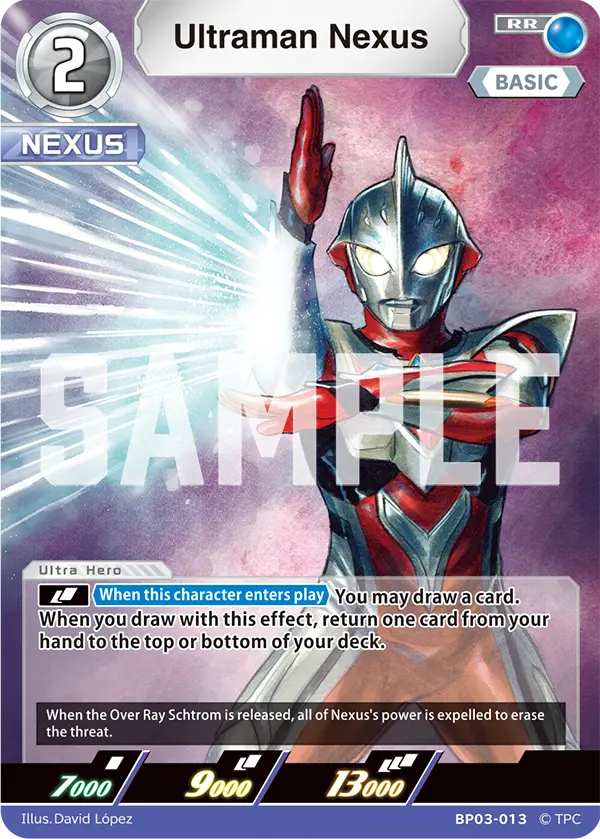 2
Ultraman Nexus
RR
BASIC
NEXUS
SAMPLE
Ultra Hero
When this character enters play You may draw a card.
When you draw with this effect, return one card from your
hand to the top or bottom of your deck.
When the Over Ray Schtrom is released, all of Nexus's power is expelled to erase
the threat.
7000 9000 13000
Illus. David López BP03-013 © TPC